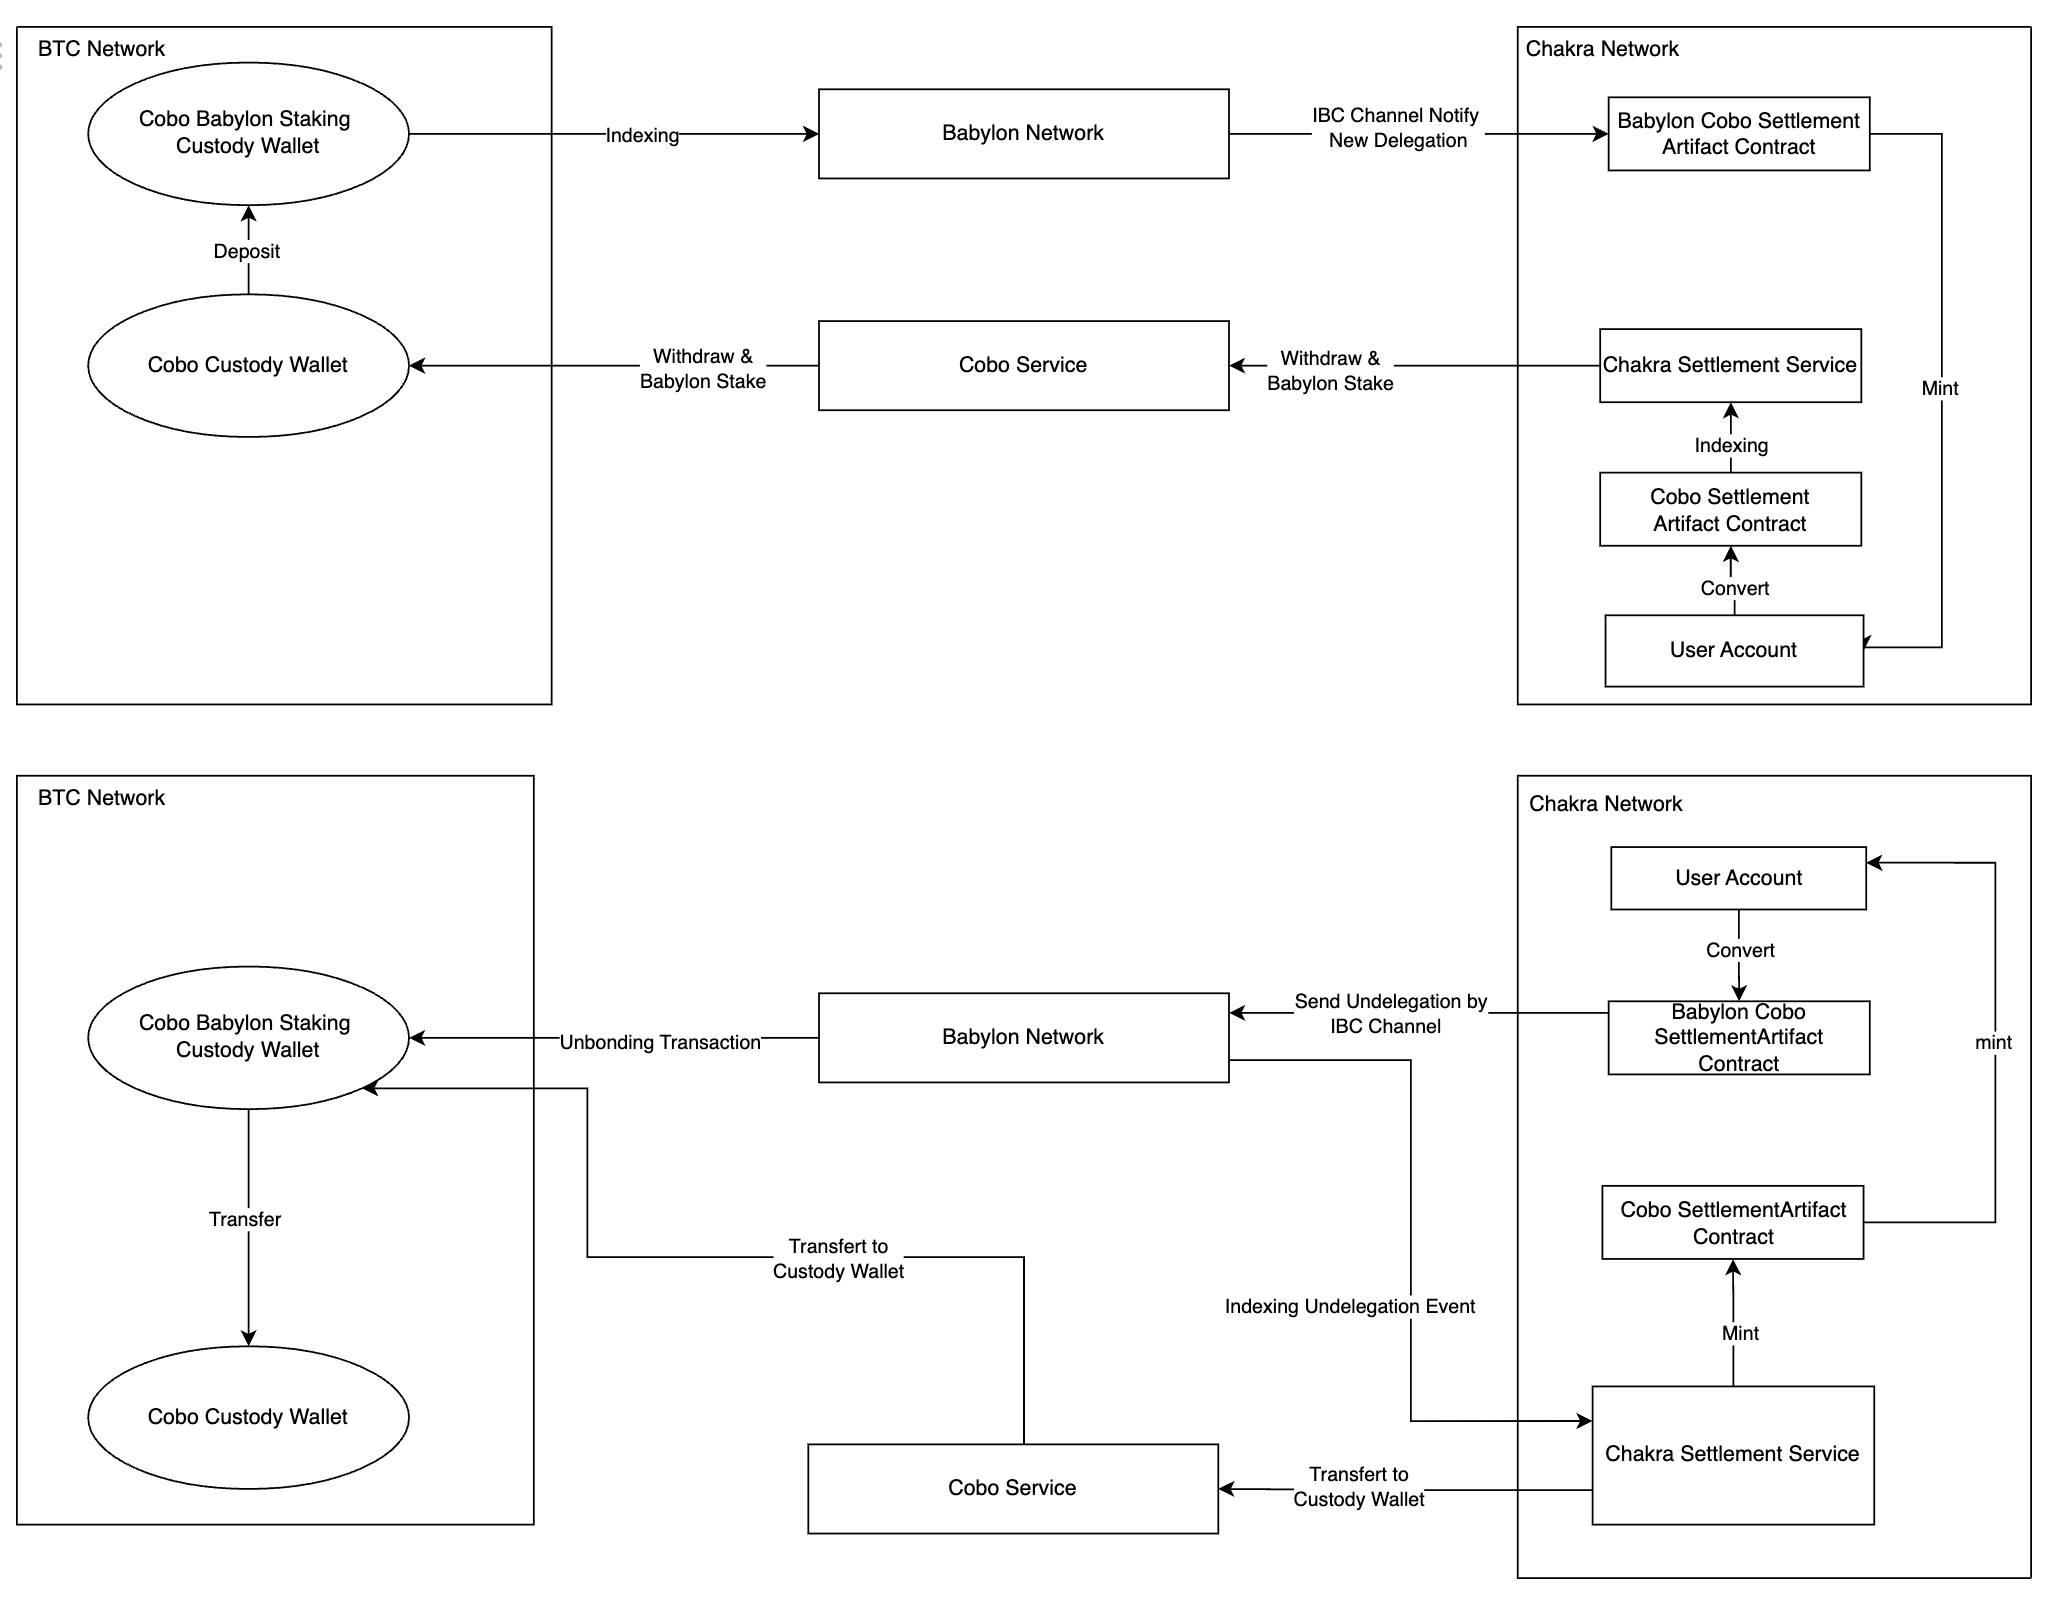 BTC Network
Chakra Network
Cobo Babylon Staking
Custody Wallet
Indexing
Babylon Network
IBC Channel Notify
New Delegation
Babylon Cobo Settlement
Artifact Contract
Deposit
Cobo Custody Wallet
Withdraw &
Babylon Stake
Cobo Service
Withdraw &
Babylon Stake
Chakra Settlement Service
Mint
Indexing
Cobo Settlement
Artifact Contract
Convert
User Account
BTC Network
Chakra Network
User Account
Convert
Cobo Babylon Staking
Custody Wallet
Unbonding Transaction
Babylon Network
Send Undelegation by
IBC Channel
Babylon Cobo
SettlementArtifact
Contract
mint
Transfer
Transfert to
Custody Wallet
Cobo SettlementArtifact
Contract
Indexing Undelegation Event
Mint
Cobo Custody Wallet
Cobo Service
Transfert to
Custody Wallet
Chakra Settlement Service